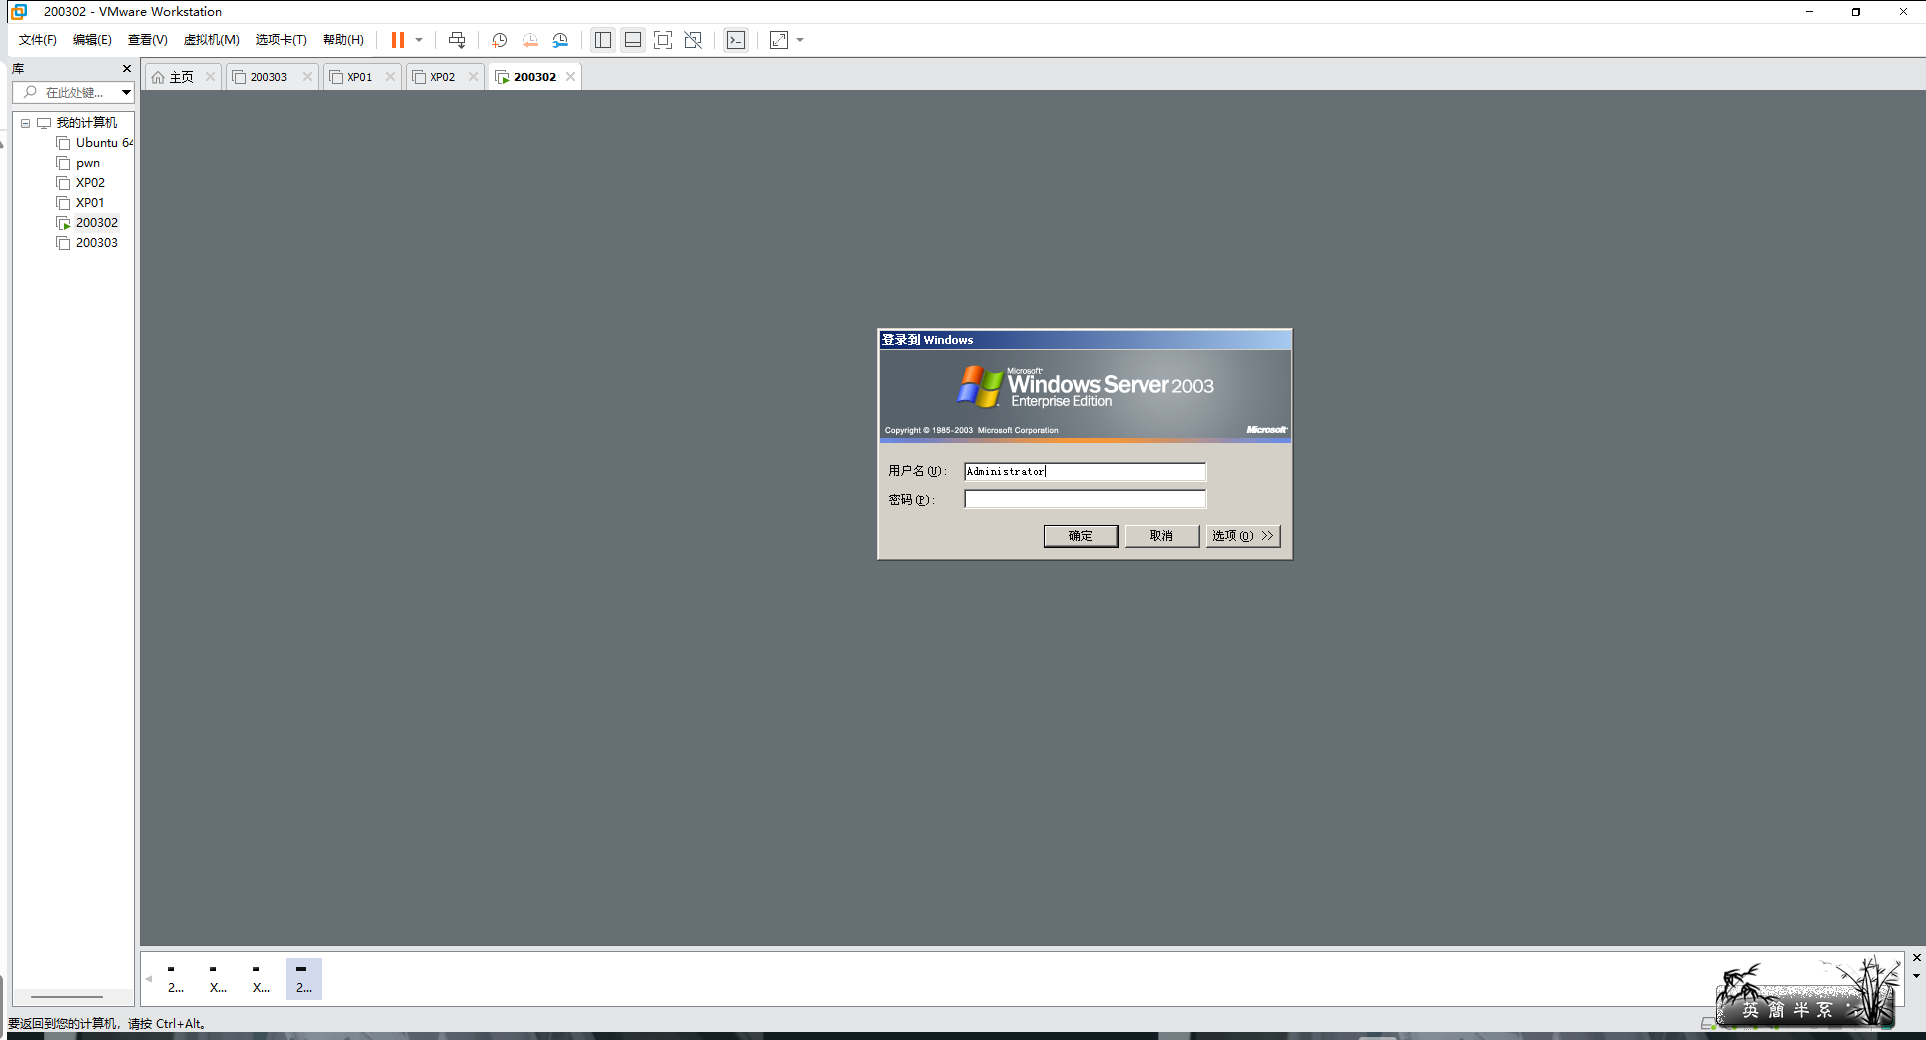 200302 - VMware Workstation
文件(F) 编辑(E) 查看(V) 虚拟机(M) 选项卡(T) 帮助(H)
库
主页 200303 XP01 XP02 200302
在此处键...
我的计算机
Ubuntu 64
pwn
XP02
XP01
200302
200303
登录到 Windows
Microsoft
Windows Server 2003
Enterprise Edition
Copyright © 1985-2003 Microsoft Corporation
Microsoft
用户名(U):
Administrator
密码(P):
确定 取消 选项(O) >>
2... X... X... 2...
英 簡 半 系
要返回到您的计算机，请按 Ctrl+Alt。